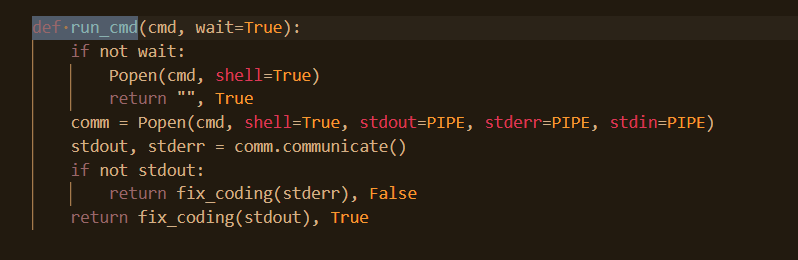 def run_cmd(cmd, wait=True):
    if not wait:
        Popen(cmd, shell=True)
        return "", True
    comm = Popen(cmd, shell=True, stdout=PIPE, stderr=PIPE, stdin=PIPE)
    stdout, stderr = comm.communicate()
    if not stdout:
        return fix_coding(stderr), False
    return fix_coding(stdout), True